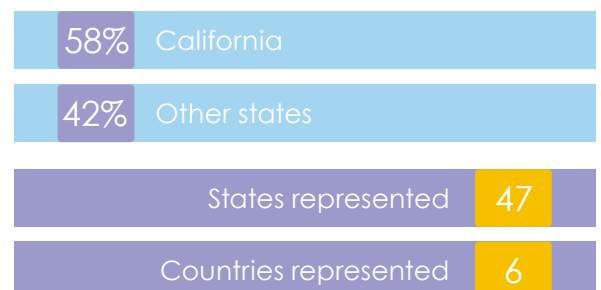 58% California
42% Other states
States represented 47
Countries represented 6